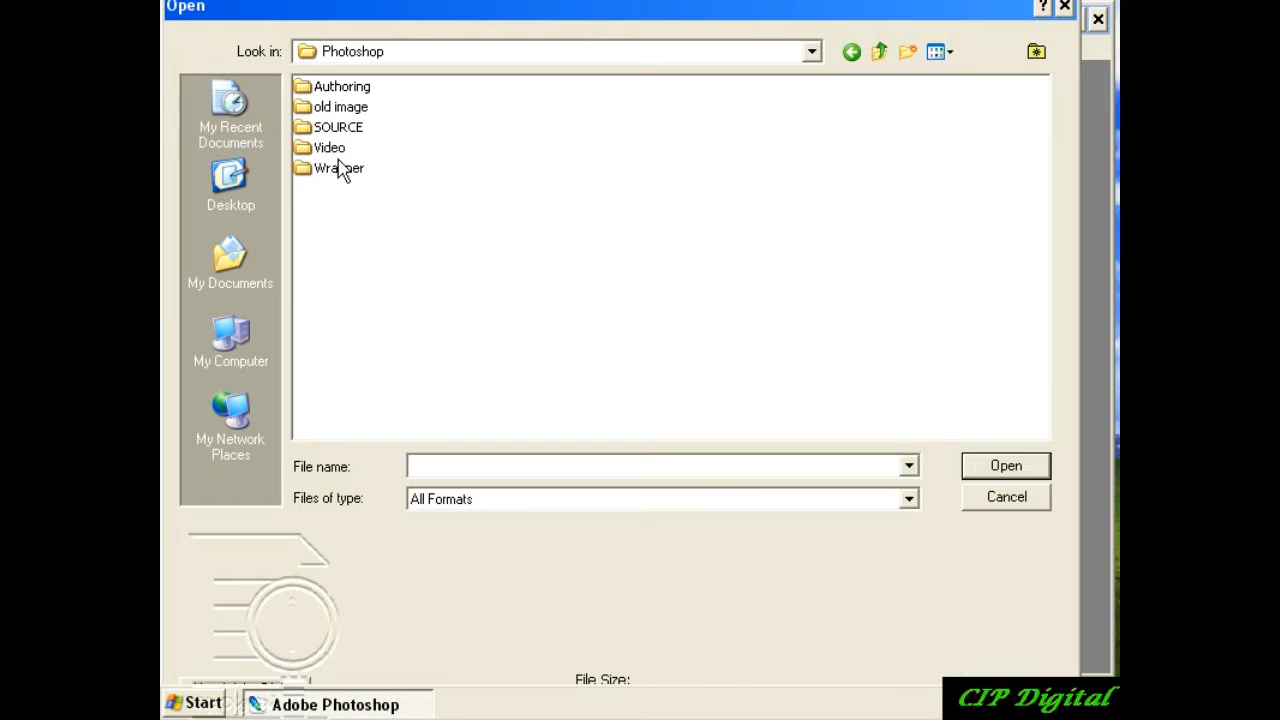 Open
Look in: Photoshop
Authoring
old image
SOURCE
Video
My Recent
Documents
Desktop
My Documents
My Computer
My Network
Places
File name:
Open
Files of type: All Formats
Cancel
File Size:
Start
Adobe Photoshop
CIP Digital